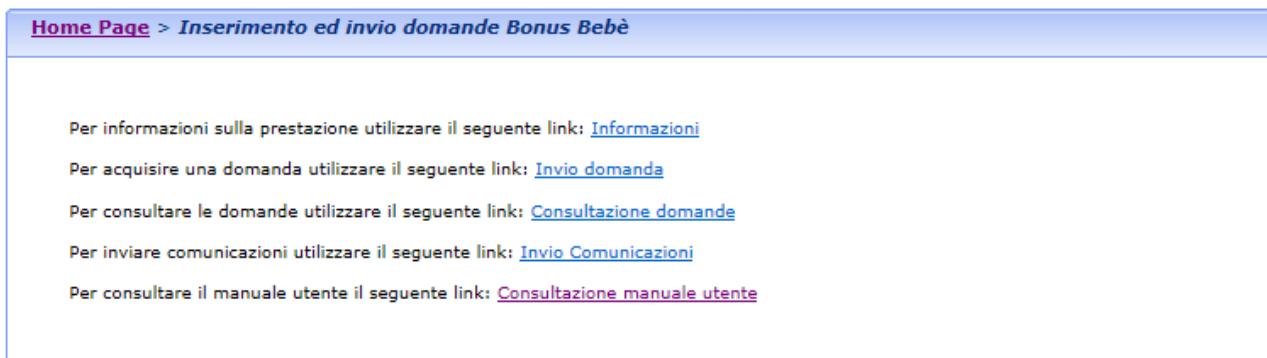 Home Page > Inserimento ed invio domande Bonus Bebè
Per informazioni sulla prestazione utilizzare il seguente link: Informazioni
Per acquisire una domanda utilizzare il seguente link: Invio domanda
Per consultare le domande utilizzare il seguente link: Consultazione domande
Per inviare comunicazioni utilizzare il seguente link: Invio Comunicazioni
Per consultare il manuale utente il seguente link: Consultazione manuale utente